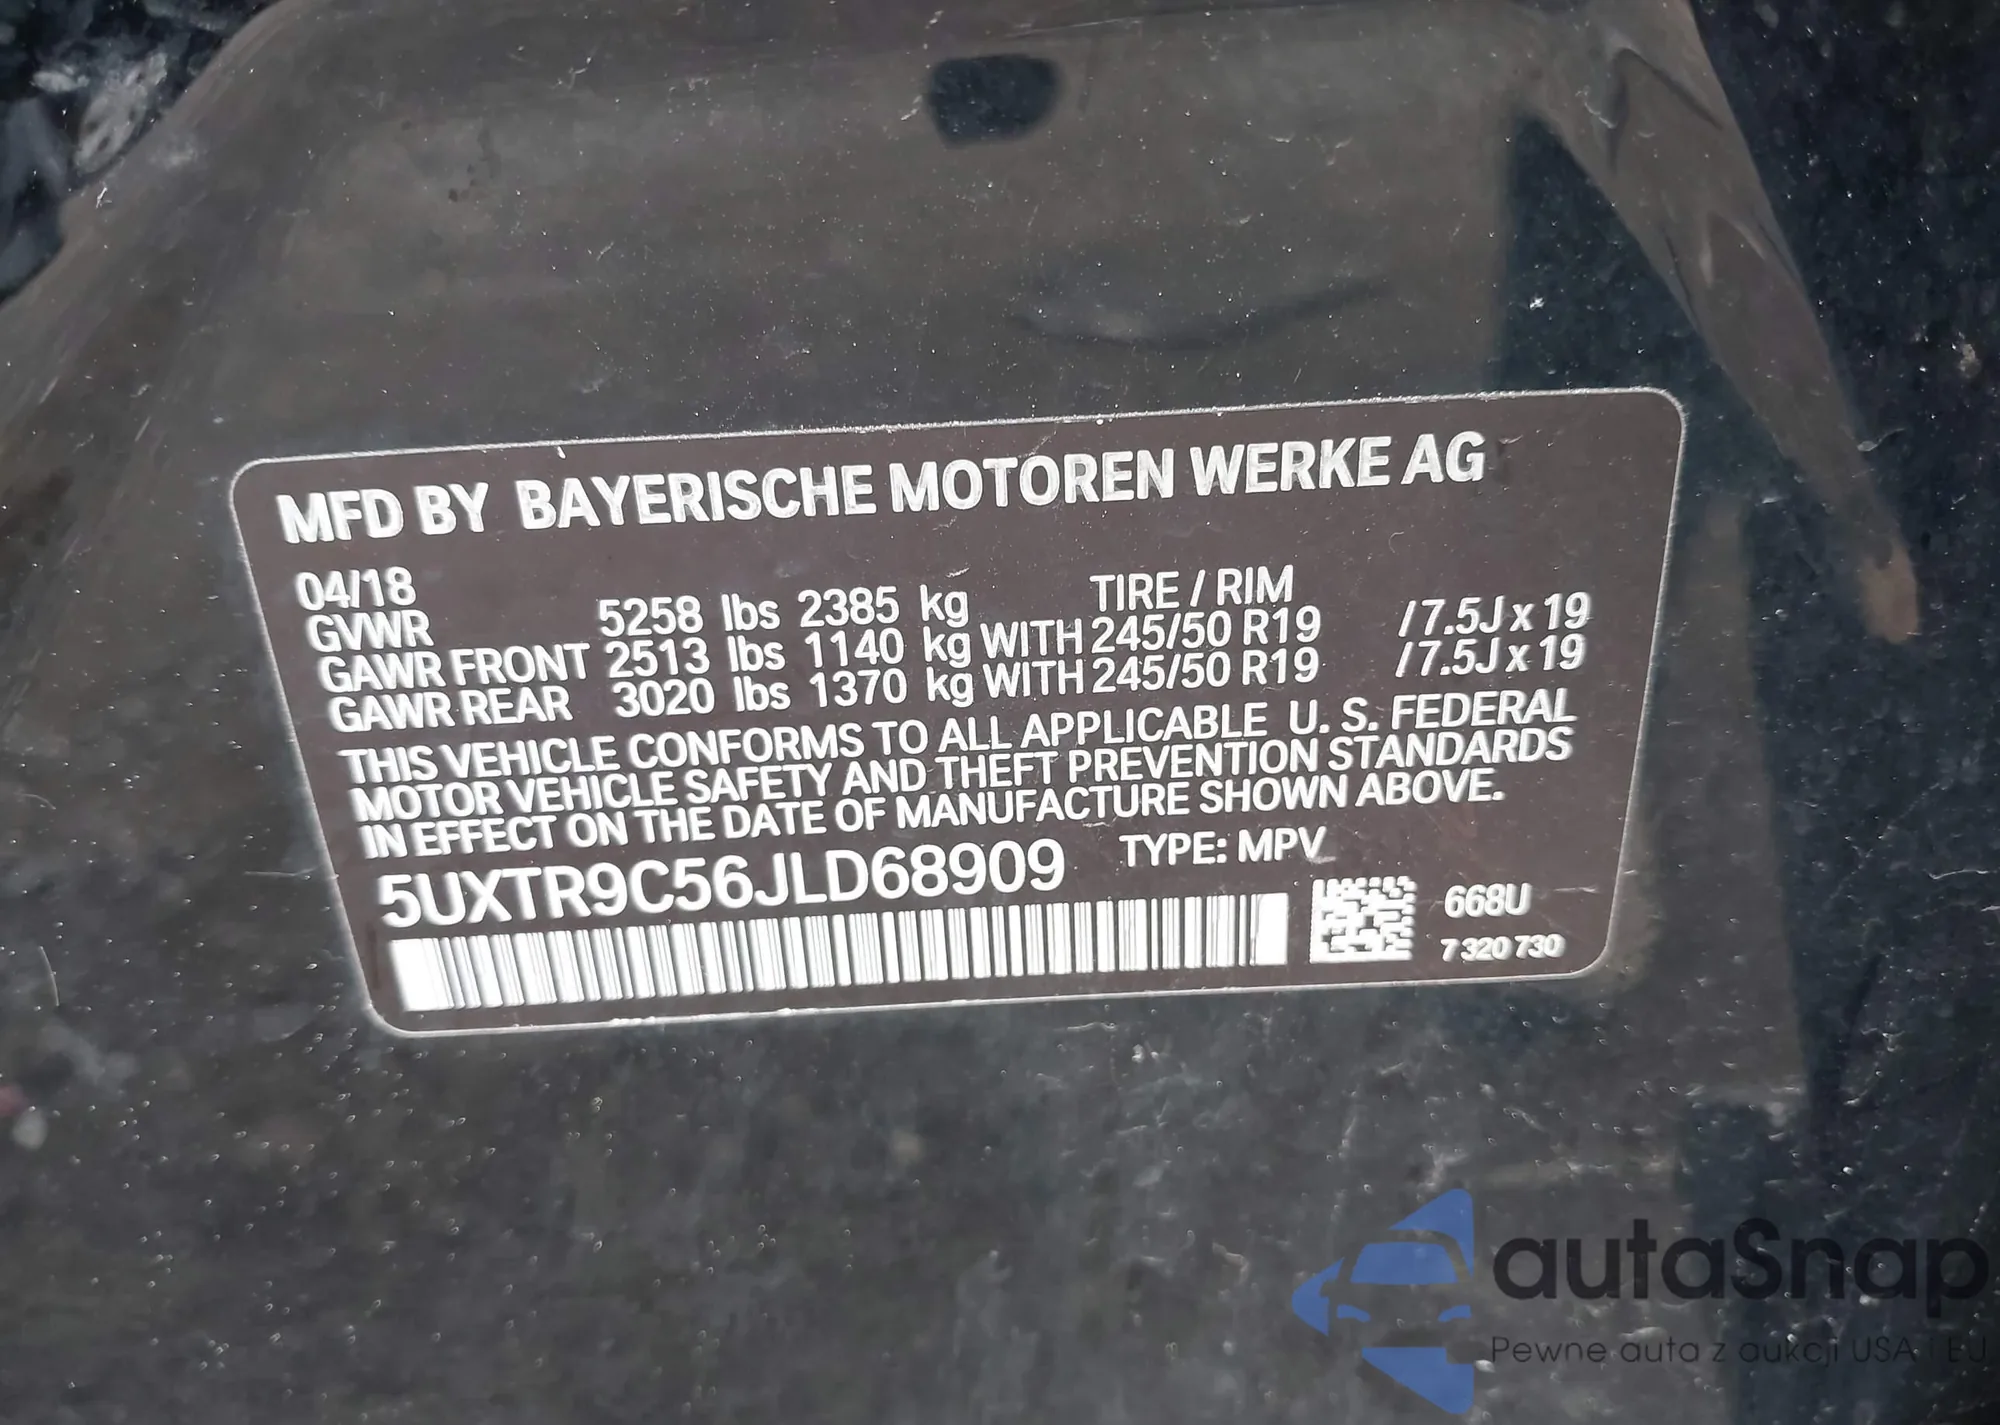 MFD BY BAYERISCHE MOTOREN WERKE AG
04/18 TIRE / RIM
GVWR 5258 lbs 2385 kg
GAWR FRONT 2513 lbs 1140 kg WITH 245/50 R19 /7.5J x 19
GAWR REAR 3020 lbs 1370 kg WITH 245/50 R19 /7.5J x 19
THIS VEHICLE CONFORMS TO ALL APPLICABLE U. S. FEDERAL
MOTOR VEHICLE SAFETY AND THEFT PREVENTION STANDARDS
IN EFFECT ON THE DATE OF MANUFACTURE SHOWN ABOVE.
5UXTR9C56JLD68909 TYPE: MPV
668U
7 320 730
autaSnap
Pewne auta z aukcji USA i EU